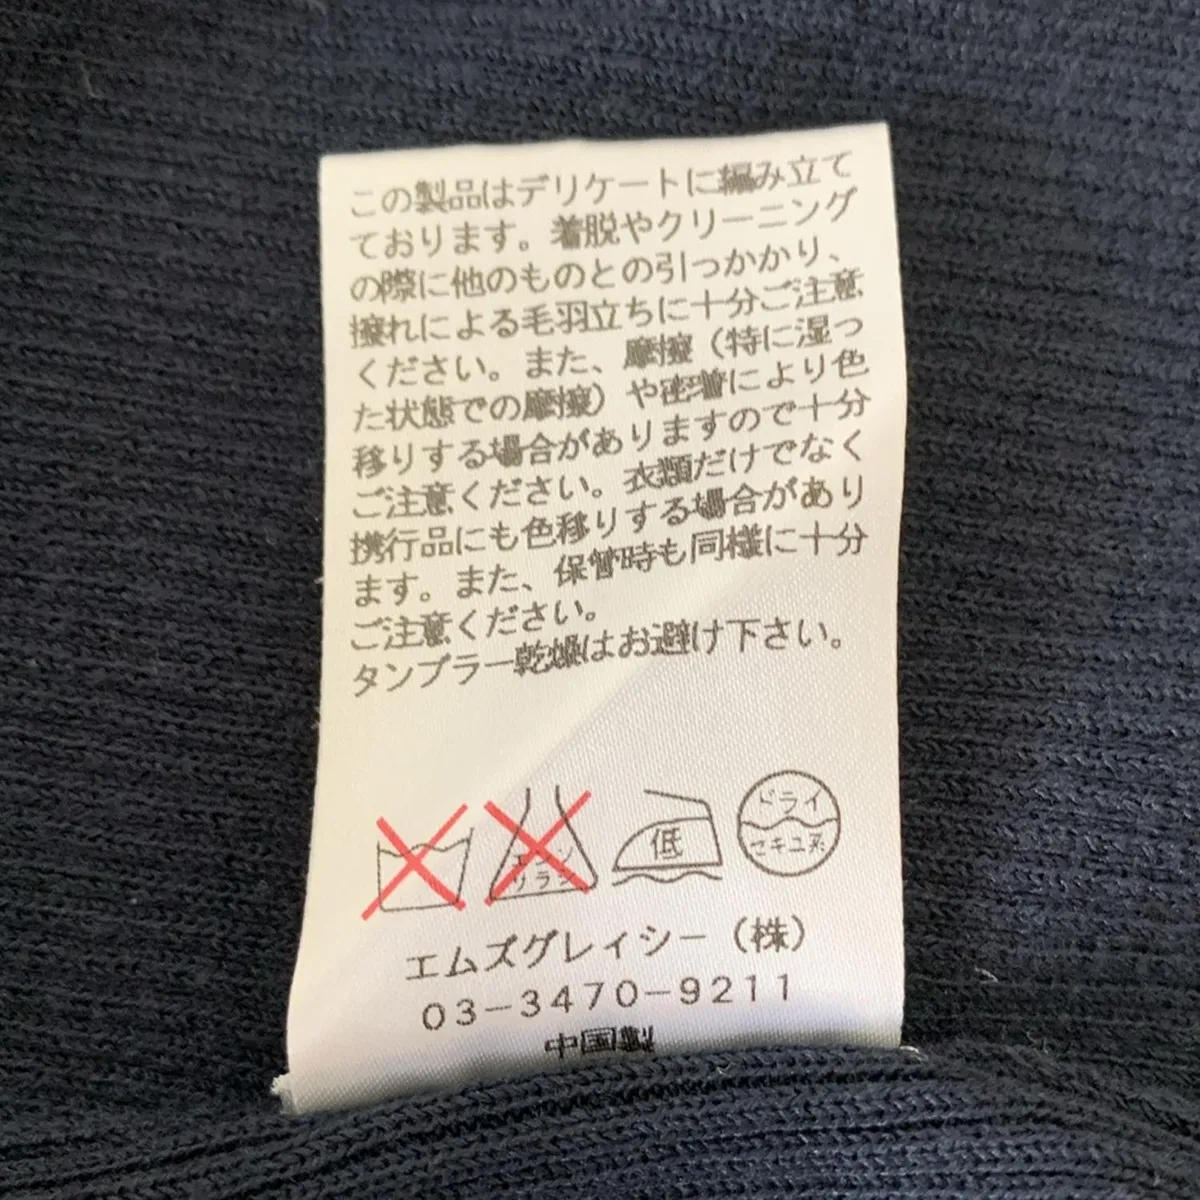 この製品はデリケートに編み立て
ております。着脱やクリーニング
の際に他のものとの引っかかり、
擦れによる毛羽立ちに十分ご注意
ください。また、摩擦（特に湿っ
た状態での摩擦）や密着により色
移りする場合がありますので十分
ご注意ください。衣類だけでなく
携行品にも色移りする場合があり
ます。また、保管時も同様に十分
ご注意ください。
タンブラー乾燥はお避け下さい。
エンソ
サラシ
低
ドライ
セキユ系
エムズグレイシー（株）
03-3470-9211
中国製